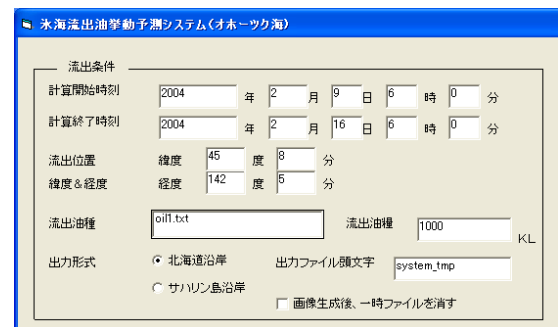 氷海流出油挙動予測システム(オホーツク海)
流出条件
計算開始時刻 2004 年 2 月 9 日 6 時 0 分
計算終了時刻 2004 年 2 月 16 日 6 時 0 分
流出位置 緯度 45 度 8 分
緯度&経度 経度 142 度 5 分
流出油種 oil1.txt 流出油種 1000 KL
出力形式 北海道沿岸 出力ファイル頭文字 system_tmp
サハリン島沿岸
画像生成後、一時ファイルを消す